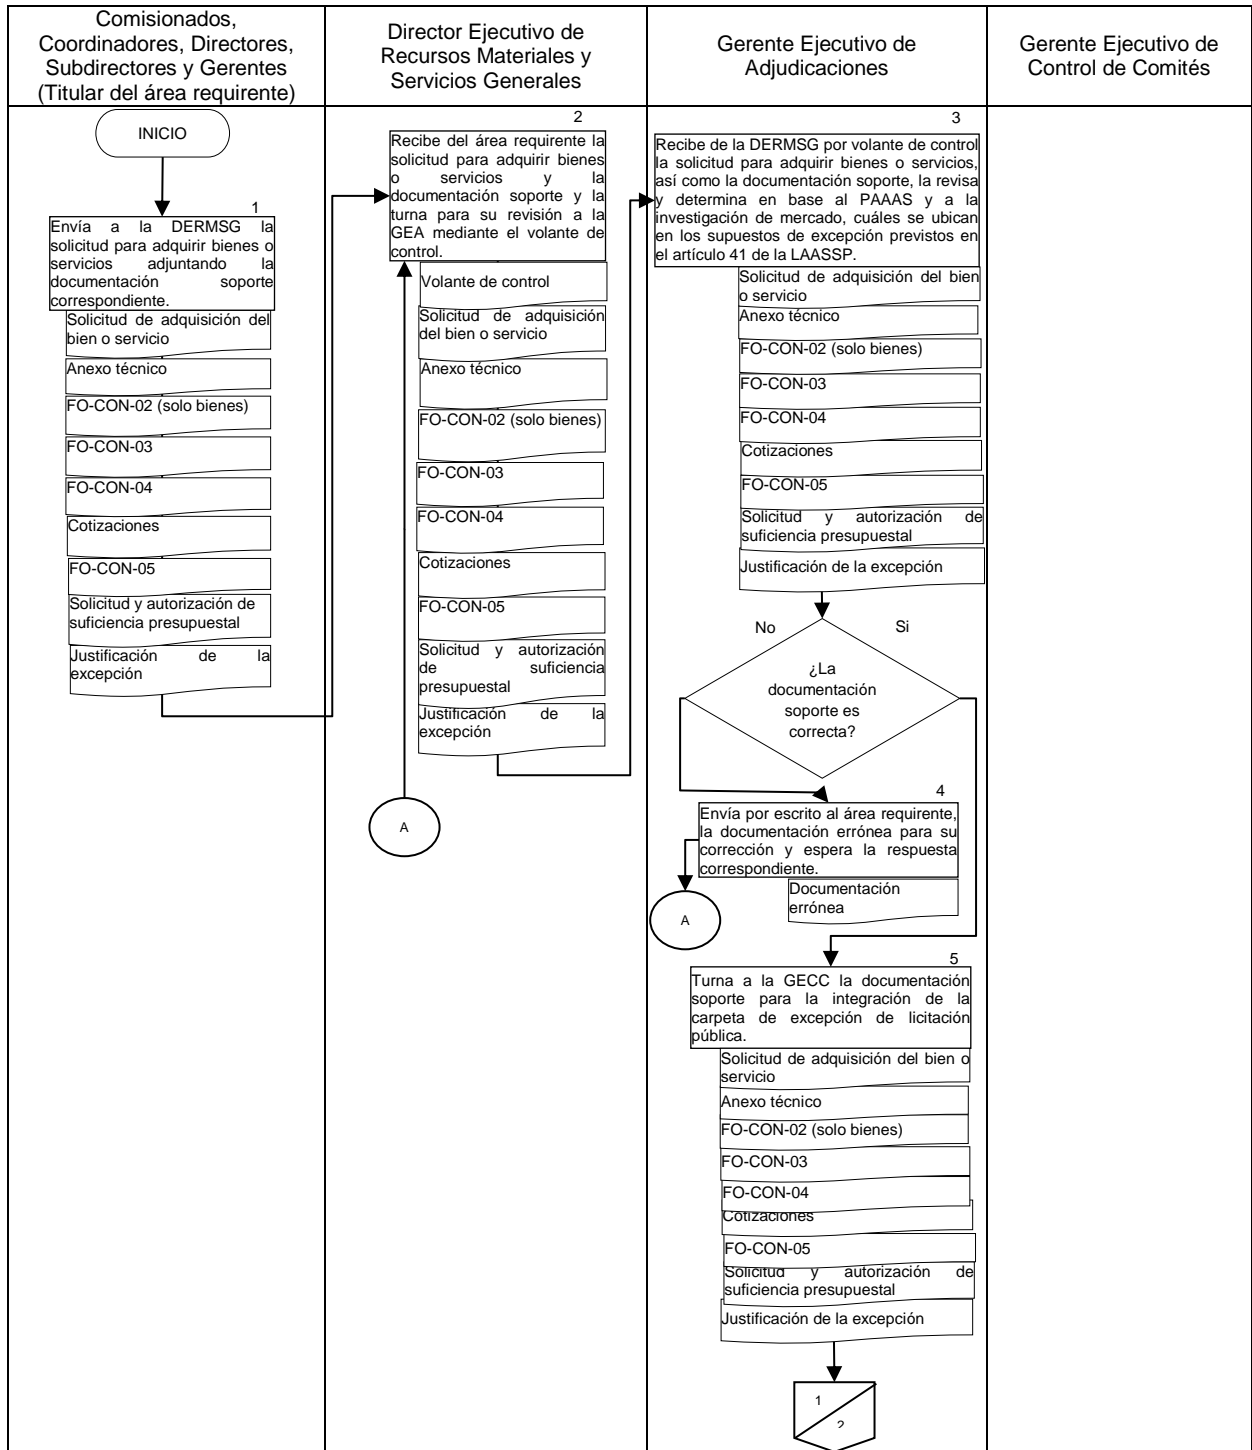 Comisionados,
Coordinadores, Directores,
Subdirectores y Gerentes
(Titular del área requirente)
Director Ejecutivo de
Recursos Materiales y
Servicios Generales
Gerente Ejecutivo de
Adjudicaciones
Gerente Ejecutivo de
Control de Comités
INICIO
1
Envía a la DERMSG la
solicitud para adquirir bienes o
servicios adjuntando la
documentación soporte
correspondiente.
Solicitud de adquisición del
bien o servicio
Anexo técnico
FO-CON-02 (solo bienes)
FO-CON-03
FO-CON-04
Cotizaciones
FO-CON-05
Solicitud y autorización de
suficiencia presupuestal
Justificación de la
excepción
2
Recibe del área requirente la
solicitud para adquirir bienes
o servicios y la
documentación soporte y la
turna para su revisión a la
GEA mediante el volante de
control.
Volante de control
Solicitud de adquisición
del bien o servicio
Anexo técnico
FO-CON-02 (solo bienes)
FO-CON-03
FO-CON-04
Cotizaciones
FO-CON-05
Solicitud y autorización
de suficiencia
presupuestal
Justificación de la
excepción
A
3
Recibe de la DERMSG por volante de control
la solicitud para adquirir bienes o servicios,
así como la documentación soporte, la revisa
y determina en base al PAAAS y a la
investigación de mercado, cuáles se ubican
en los supuestos de excepción previstos en
el artículo 41 de la LAASSP.
Solicitud de adquisición del bien
o servicio
Anexo técnico
FO-CON-02 (solo bienes)
FO-CON-03
FO-CON-04
Cotizaciones
FO-CON-05
Solicitud y autorización de
suficiencia presupuestal
Justificación de la excepción
No
Si
¿La
documentación
soporte es
correcta?
4
Envía por escrito al área requirente,
la documentación errónea para su
corrección y espera la respuesta
correspondiente.
Documentación
errónea
A
5
Turna a la GECC la documentación
soporte para la integración de la
carpeta de excepción de licitación
pública.
Solicitud de adquisición del bien o
servicio
Anexo técnico
FO-CON-02 (solo bienes)
FO-CON-03
FO-CON-04
Cotizaciones
FO-CON-05
Solicitud y autorización de
suficiencia presupuestal
Justificación de la excepción
1
2